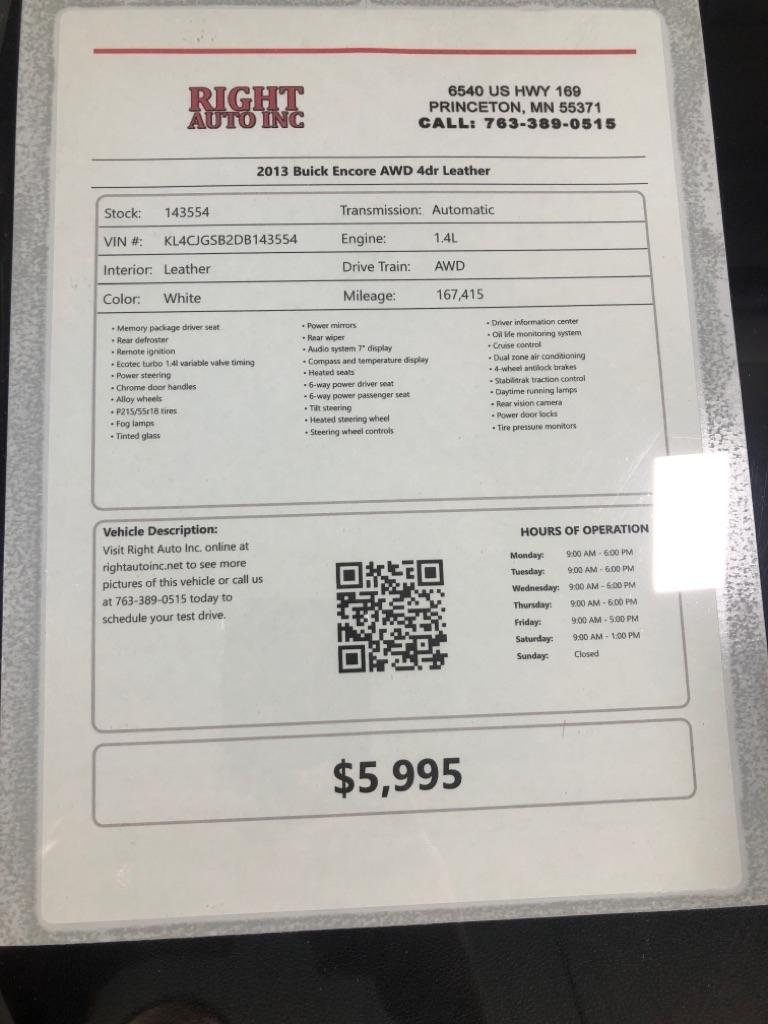 RIGHT
AUTO INC
6540 US HWY 169
PRINCETON, MN 55371
CALL: 763-389-0515
2013 Buick Encore AWD 4dr Leather
Stock: 143554 Transmission: Automatic
VIN #: KL4CJGSB2DB143554 Engine: 1.4L
Interior: Leather Drive Train: AWD
Color: White Mileage: 167,415
• Memory package driver seat
• Rear defroster
• Remote ignition
• Ecotec turbo 1.4l variable valve timing
• Power steering
• Chrome door handles
• Alloy wheels
• P215/55r18 tires
• Fog lamps
• Tinted glass
• Power mirrors
• Rear wiper
• Audio system 7" display
• Compass and temperature display
• Heated seats
• 6-way power driver seat
• 6-way power passenger seat
• Tilt steering
• Heated steering wheel
• Steering wheel controls
• Driver information center
• Oil life monitoring system
• Cruise control
• Dual zone air conditioning
• 4-wheel antilock brakes
• Stabilitrak traction control
• Daytime running lamps
• Rear vision camera
• Power door locks
• Tire pressure monitors
Vehicle Description:
Visit Right Auto Inc. online at
rightautoinc.net to see more
pictures of this vehicle or call us
at 763-389-0515 today to
schedule your test drive.
HOURS OF OPERATION
Monday: 9:00 AM - 6:00 PM
Tuesday: 9:00 AM - 6:00 PM
Wednesday: 9:00 AM - 6:00 PM
Thursday: 9:00 AM - 6:00 PM
Friday: 9:00 AM - 5:00 PM
Saturday: 9:00 AM - 1:00 PM
Sunday: Closed
$5,995